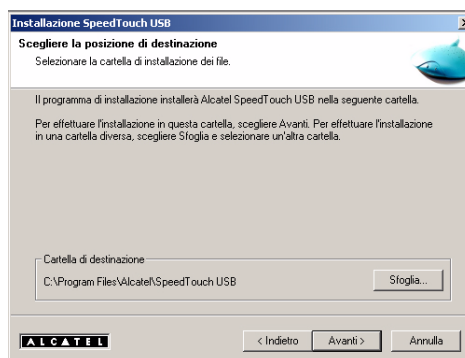 Installazione SpeedTouch USB
Scegliere la posizione di destinazione
Selezionare la cartella di installazione dei file.
Il programma di installazione installerà Alcatel SpeedTouch USB nella seguente cartella.
Per effettuare l'installazione in questa cartella, scegliere Avanti. Per effettuare l'installazione
in una cartella diversa, scegliere Sfoglia e selezionare un'altra cartella.
Cartella di destinazione
C:\Program Files\Alcatel\SpeedTouch USB
Sfoglia...
ALCATEL
< Indietro
Avanti >
Annulla